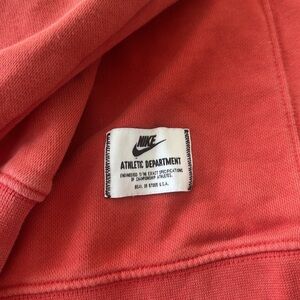 NIKE
ATHLETIC DEPARTMENT
ENGINEERED TO THE EXACT SPECIFICATIONS
OF CHAMPIONSHIP ATHLETES.
U.S.A.